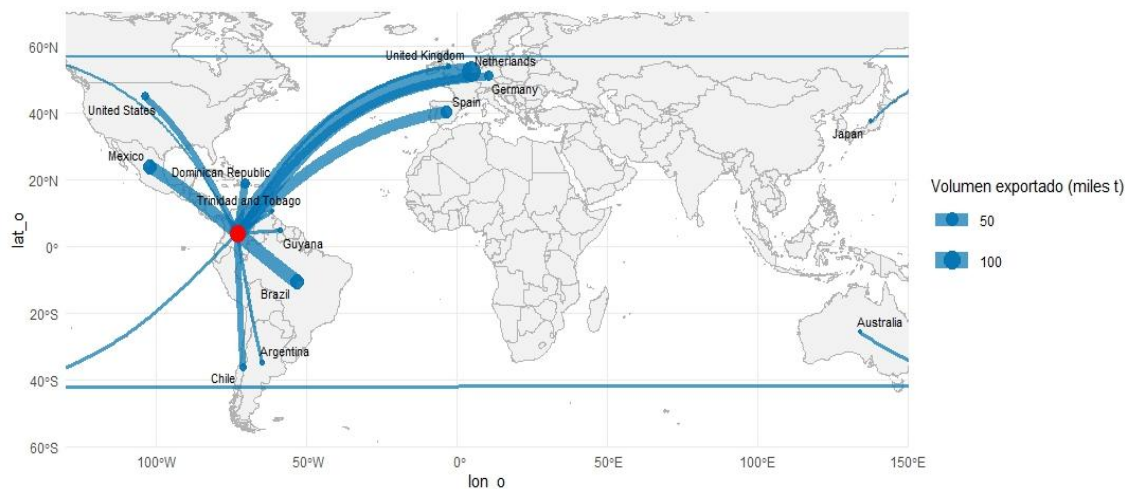 60°N
40°N
20°N
0°
20°S
40°S
60°S
lat_o
United Kingdom
Netherlands
Germany
Spain
United States
Mexico
Dominican Republic
Trinidad and Tobago
Guyana
Brazil
Argentina
Chile
Japan
Australia
100°W
50°W
0°
50°E
100°E
150°E
lon_o
Volumen exportado (miles t)
50
100